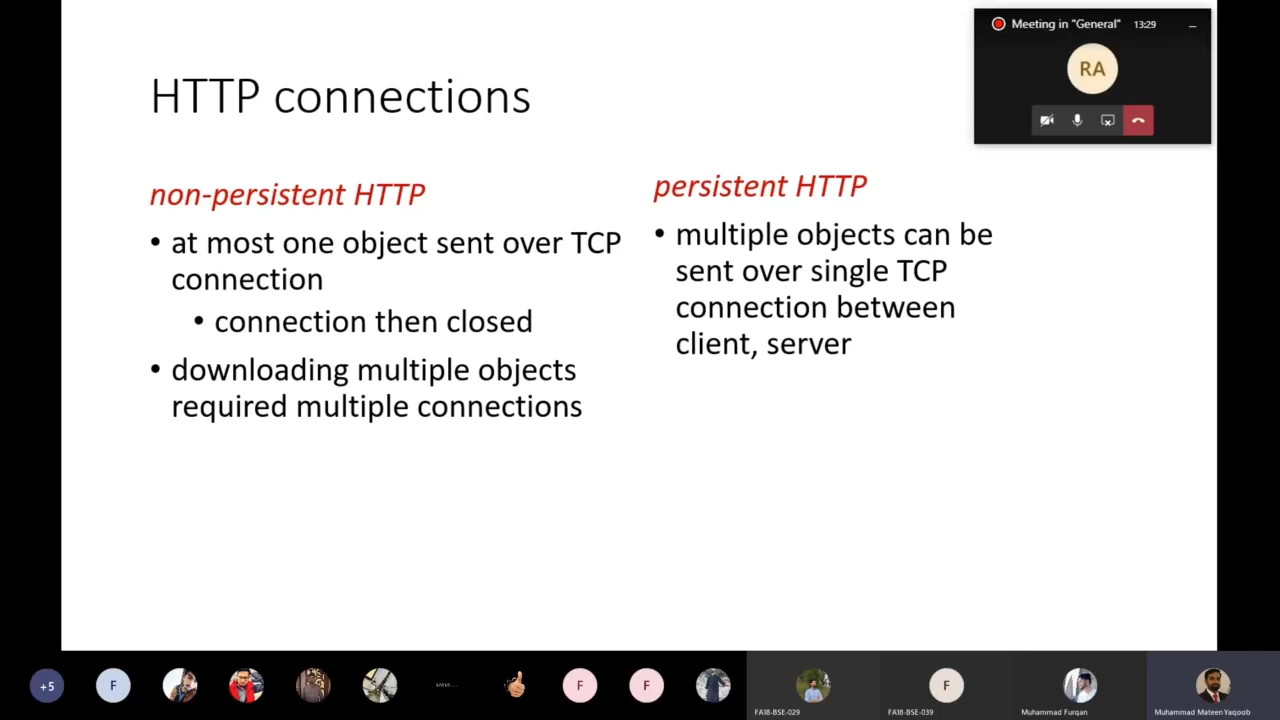 Meeting in "General" 13:29
RA
HTTP connections
non-persistent HTTP
• at most one object sent over TCP
connection
• connection then closed
• downloading multiple objects
required multiple connections
persistent HTTP
• multiple objects can be
sent over single TCP
connection between
client, server
+5
F
F
F
F
FA18-BSE-029
FA18-BSE-039
Muhammad Furqan
Muhammad Mateen Yaqoob